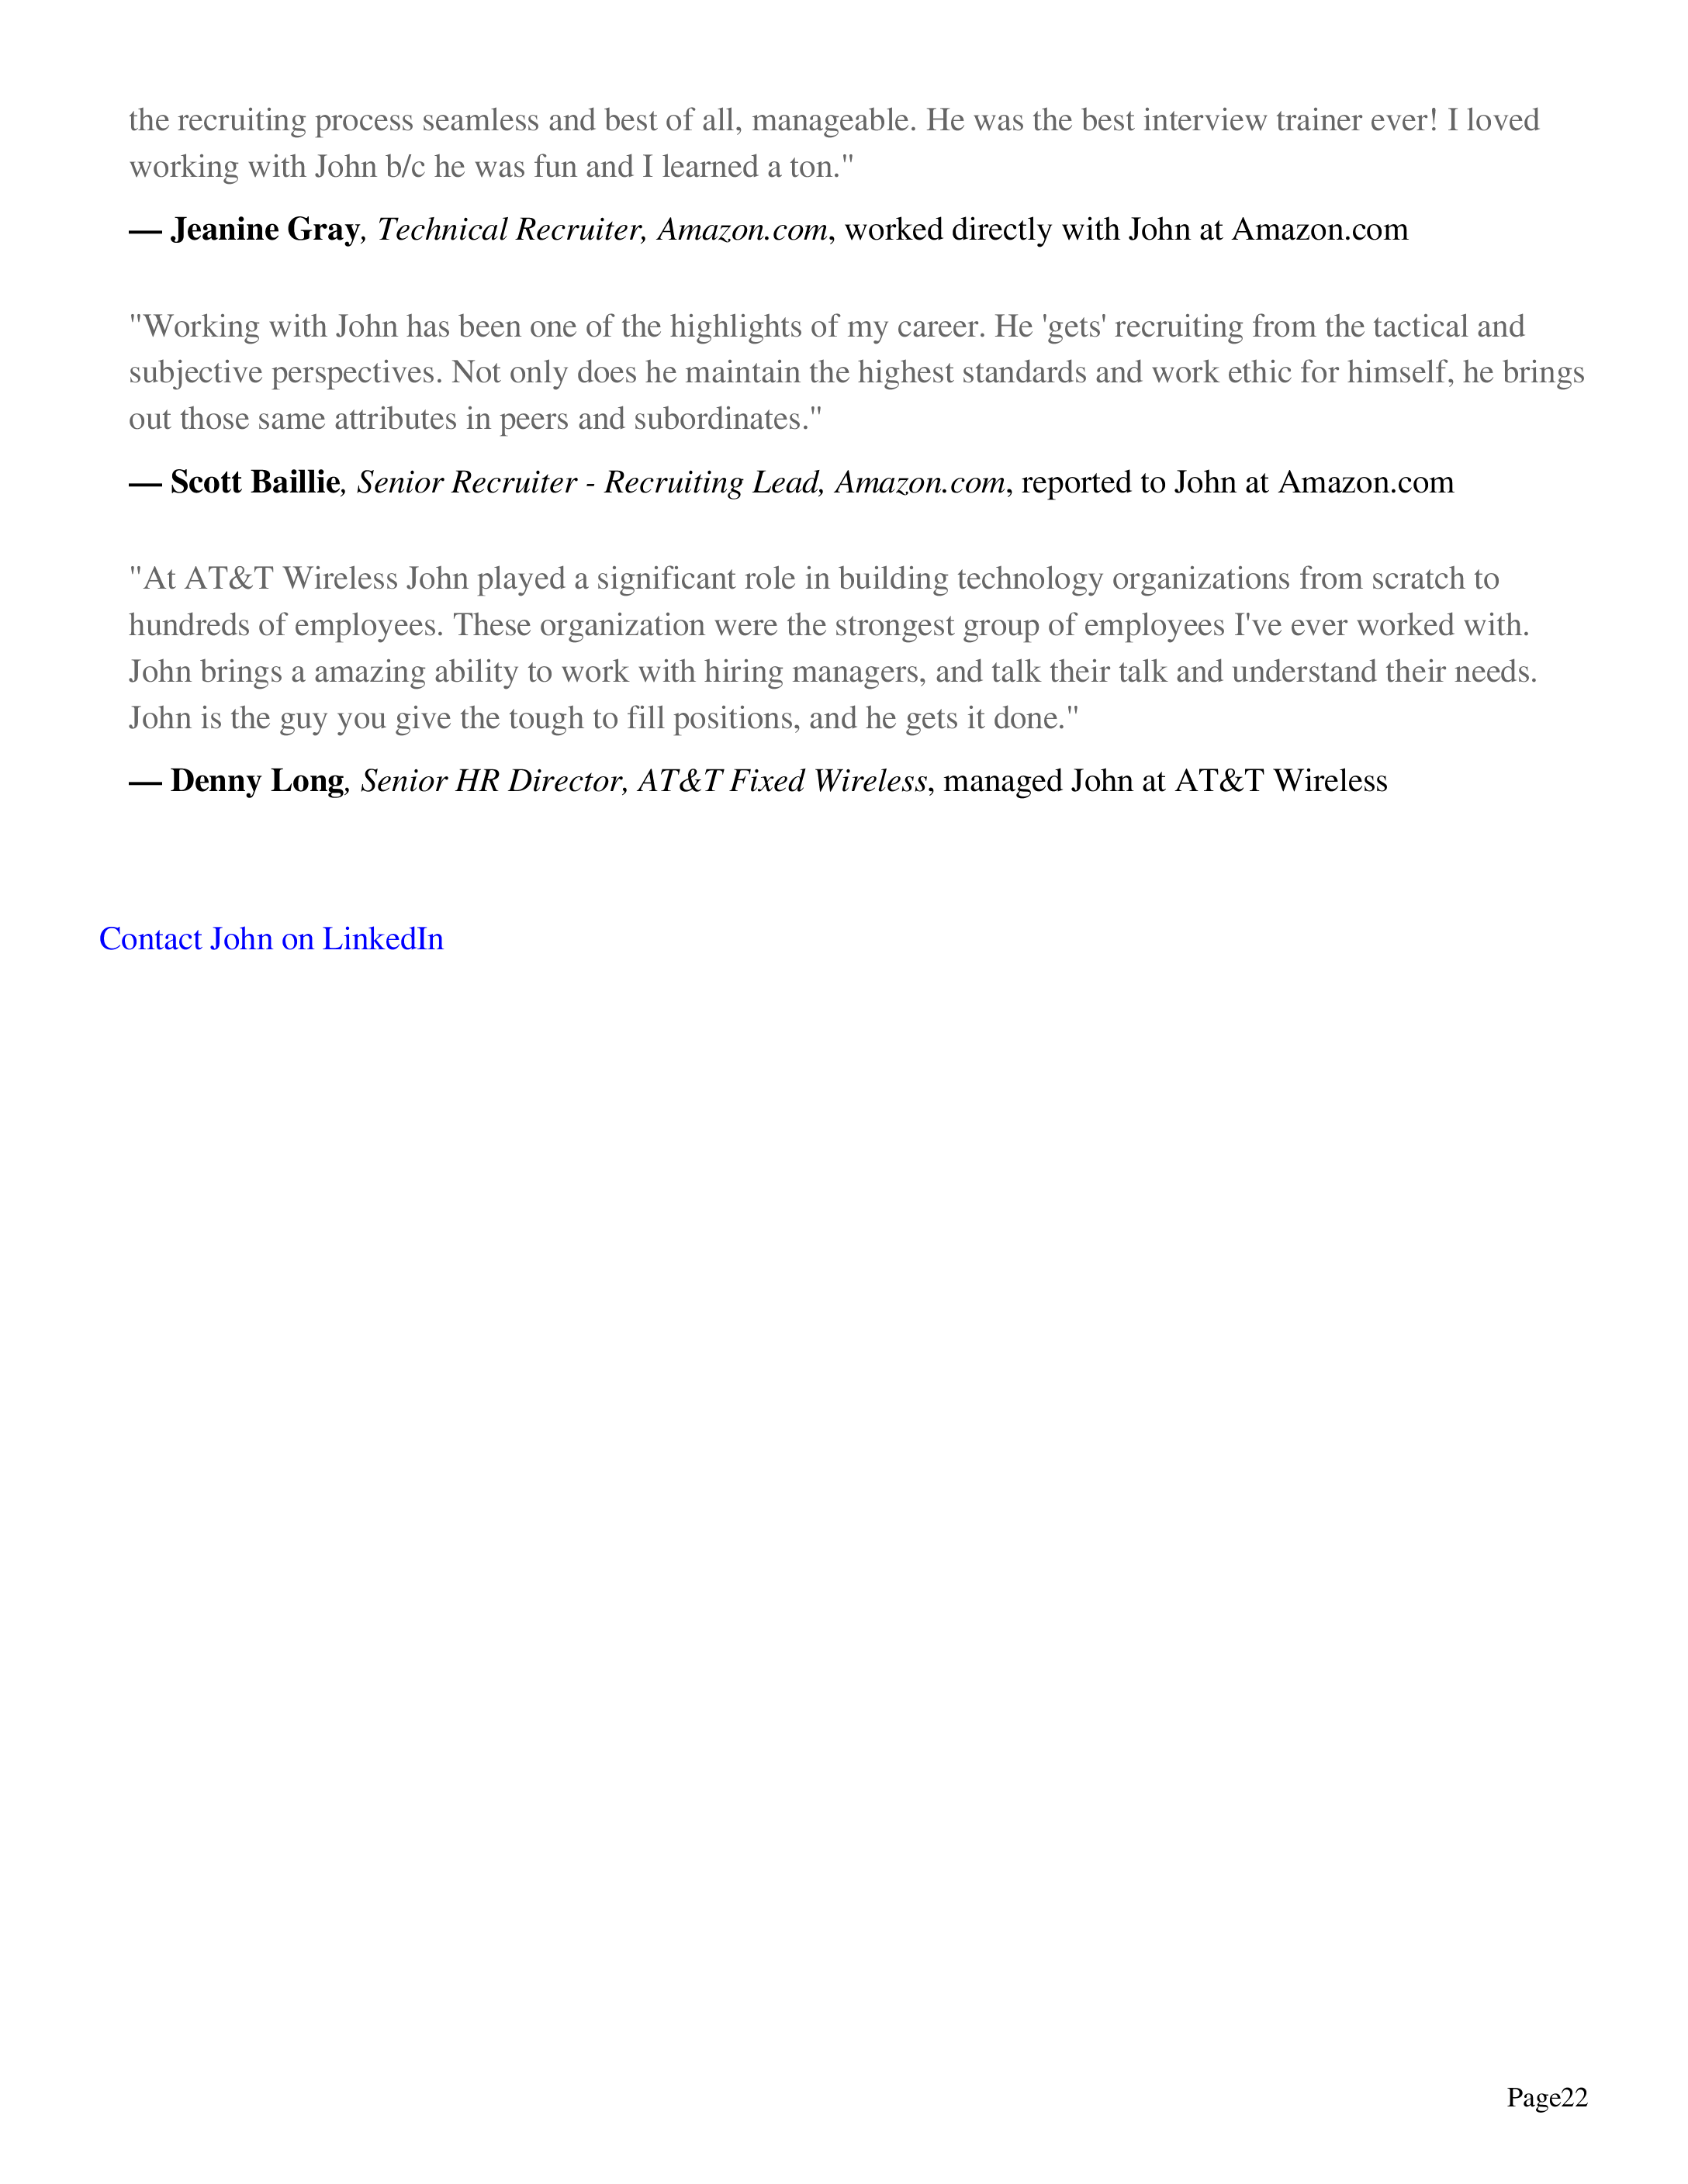 the recruiting process seamless and best of all, manageable. He was the best interview trainer ever! I loved
working with John b/c he was fun and I learned a ton."
— Jeanine Gray, Technical Recruiter, Amazon.com, worked directly with John at Amazon.com
"Working with John has been one of the highlights of my career. He 'gets' recruiting from the tactical and
subjective perspectives. Not only does he maintain the highest standards and work ethic for himself, he brings
out those same attributes in peers and subordinates."
— Scott Baillie, Senior Recruiter - Recruiting Lead, Amazon.com, reported to John at Amazon.com
"At AT&T Wireless John played a significant role in building technology organizations from scratch to
hundreds of employees. These organization were the strongest group of employees I've ever worked with.
John brings a amazing ability to work with hiring managers, and talk their talk and understand their needs.
John is the guy you give the tough to fill positions, and he gets it done."
— Denny Long, Senior HR Director, AT&T Fixed Wireless, managed John at AT&T Wireless
Contact John on LinkedIn
Page22